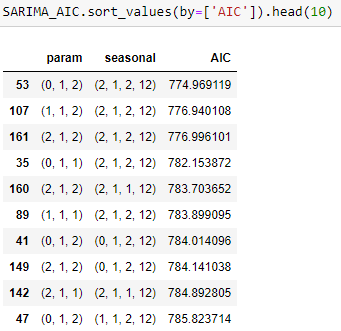 SARIMA_AIC.sort_values(by=['AIC']).head(10)
param seasonal AIC
53 (0, 1, 2) (2, 1, 2, 12) 774.969119
107 (1, 1, 2) (2, 1, 2, 12) 776.940108
161 (2, 1, 2) (2, 1, 2, 12) 776.996101
35 (0, 1, 1) (2, 1, 2, 12) 782.153872
160 (2, 1, 2) (2, 1, 1, 12) 783.703652
89 (1, 1, 1) (2, 1, 2, 12) 783.899095
41 (0, 1, 2) (0, 1, 2, 12) 784.014096
149 (2, 1, 2) (0, 1, 2, 12) 784.141038
142 (2, 1, 1) (2, 1, 1, 12) 784.892805
47 (0, 1, 2) (1, 1, 2, 12) 785.823714